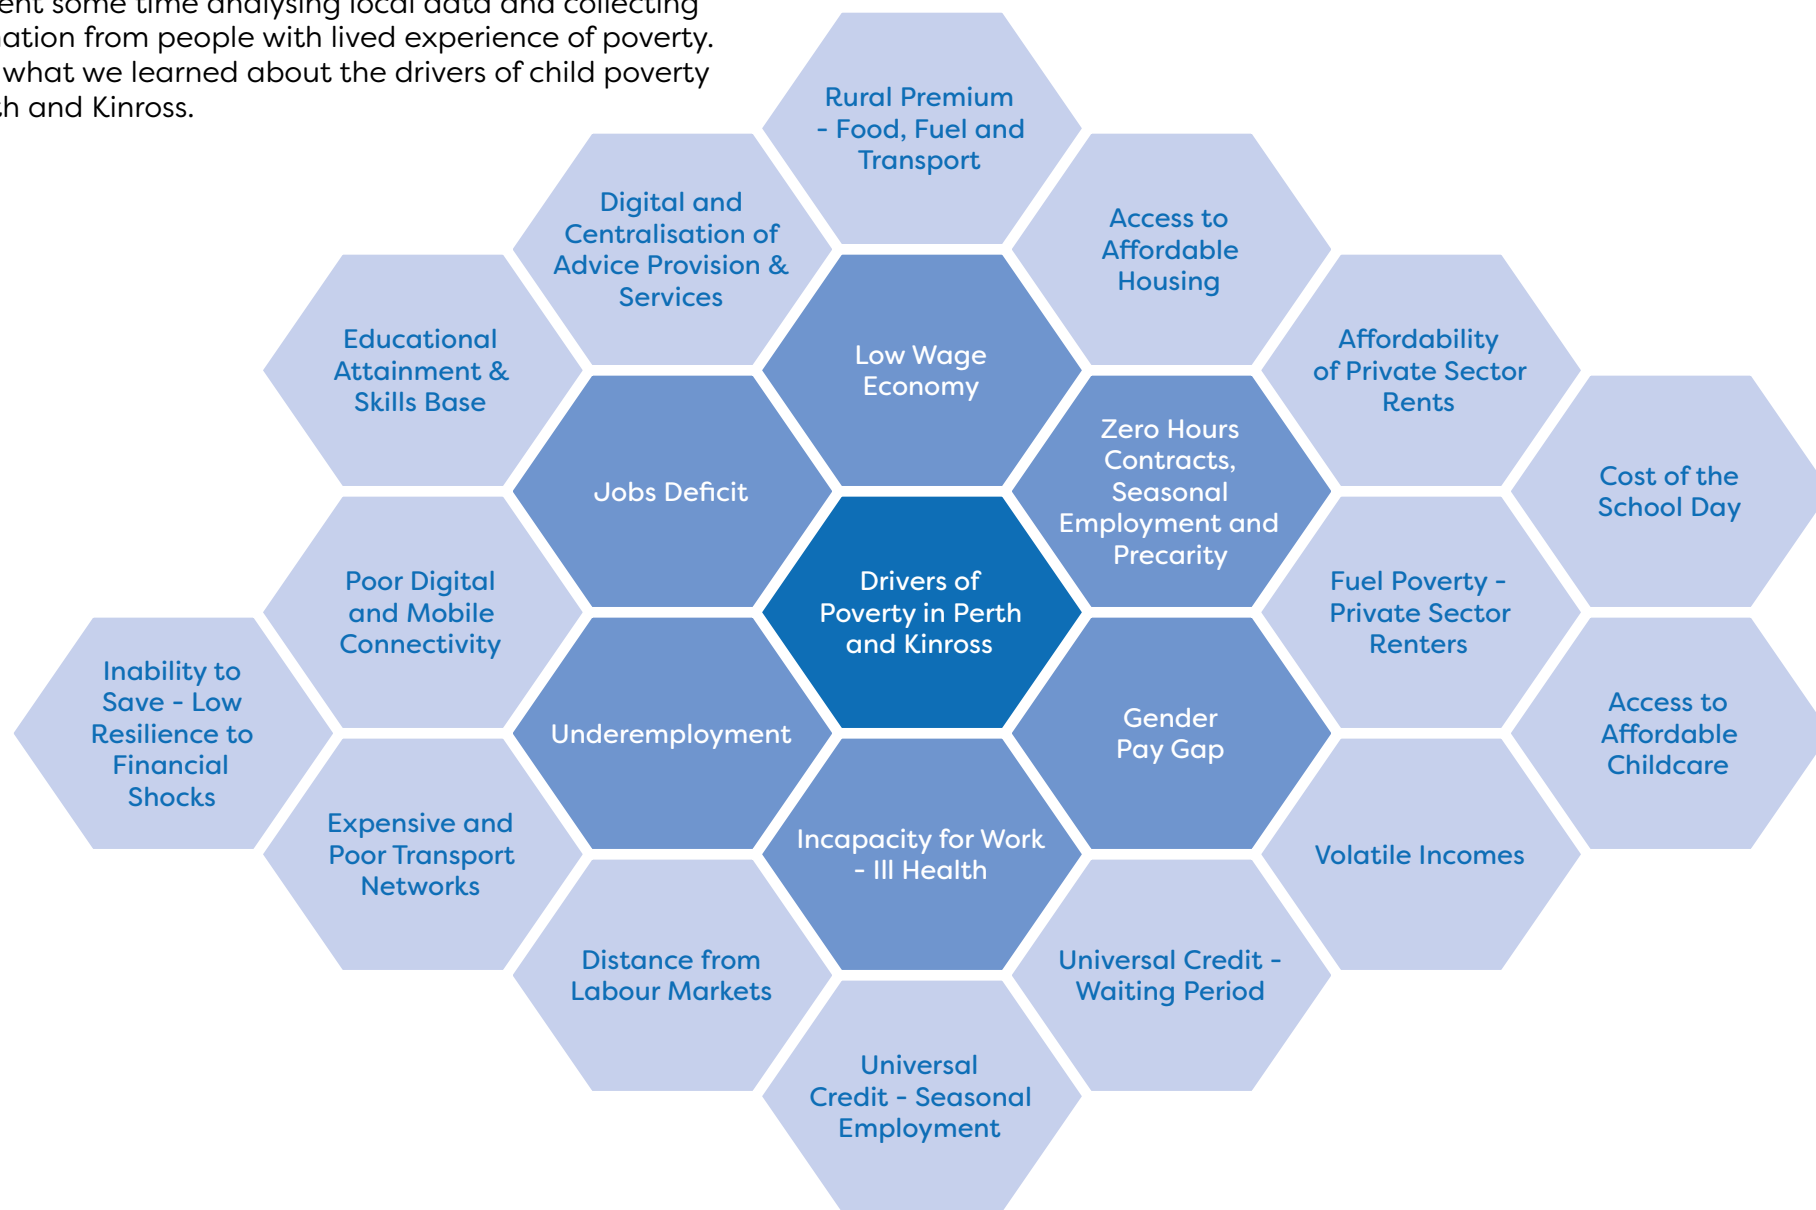 ent some time analysing local data and collecting
ation from people with lived experience of poverty.
what we learned about the drivers of child poverty
h and Kinross.
Rural Premium
- Food, Fuel and
Transport
Digital and
Centralisation of
Advice Provision &
Services
Access to
Affordable
Housing
Educational
Attainment &
Skills Base
Low Wage
Economy
Affordability
of Private Sector
Rents
Jobs Deficit
Zero Hours
Contracts,
Seasonal
Employment and
Precarity
Cost of the
School Day
Poor Digital
and Mobile
Connectivity
Drivers of
Poverty in Perth
and Kinross
Fuel Poverty -
Private Sector
Renters
Inability to
Save - Low
Resilience to
Financial
Shocks
Underemployment
Gender
Pay Gap
Access to
Affordable
Childcare
Expensive and
Poor Transport
Networks
Incapacity for Work
- Ill Health
Volatile Incomes
Distance from
Labour Markets
Universal Credit -
Waiting Period
Universal
Credit - Seasonal
Employment